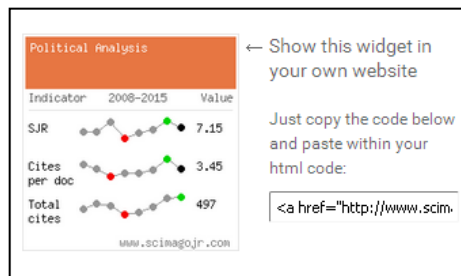 Political Analysis
Indicator 2008-2015 Value
SJR 7.15
Cites per doc 3.45
Total cites 497
www.scimagojr.com
← Show this widget in
your own website
Just copy the code below
and paste within your
html code:
<a href="http://www.scim